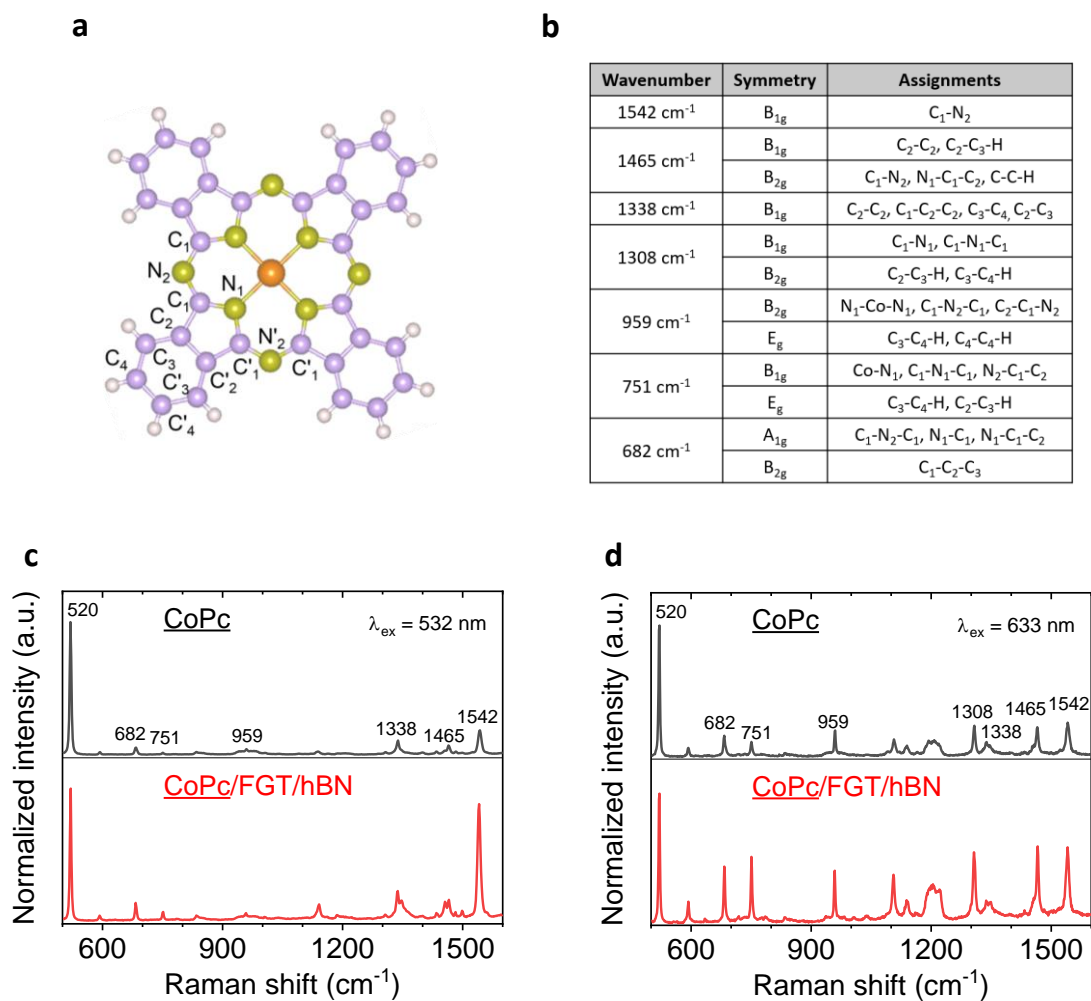 a
C₁
N₂
N₁
C₁
C₂
N'₂
C₄
C₃
C'₁
C'₁
C'₃
C'₂
C'₄
b
Wavenumber Symmetry Assignments
1542 cm⁻¹ B₁g C₁-N₂
1465 cm⁻¹ B₁g C₂-C₂, C₂-C₃-H
B₂g C₁-N₂, N₁-C₁-C₂, C-C-H
1338 cm⁻¹ B₁g C₂-C₂, C₁-C₂-C₂, C₃-C₄, C₂-C₃
1308 cm⁻¹ B₁g C₁-N₁, C₁-N₁-C₁
B₂g C₂-C₃-H, C₃-C₄-H
959 cm⁻¹ B₂g N₁-Co-N₁, C₁-N₂-C₁, C₂-C₁-N₂
Eg C₃-C₄-H, C₄-C₄-H
751 cm⁻¹ B₁g Co-N₁, C₁-N₁-C₁, N₂-C₁-C₂
Eg C₃-C₄-H, C₂-C₃-H
682 cm⁻¹ A₁g C₁-N₂-C₁, N₁-C₁, N₁-C₁-C₂
B₂g C₁-C₂-C₃
c
Normalized intensity (a.u.)
520 CoPc λex = 532 nm
682 751 959 1338 1465 1542
CoPc/FGT/hBN
600 900 1200 1500
Raman shift (cm⁻¹)
d
Normalized intensity (a.u.)
520 CoPc λex = 633 nm
682 751 959 1308 1338 1465 1542
CoPc/FGT/hBN
600 900 1200 1500
Raman shift (cm⁻¹)